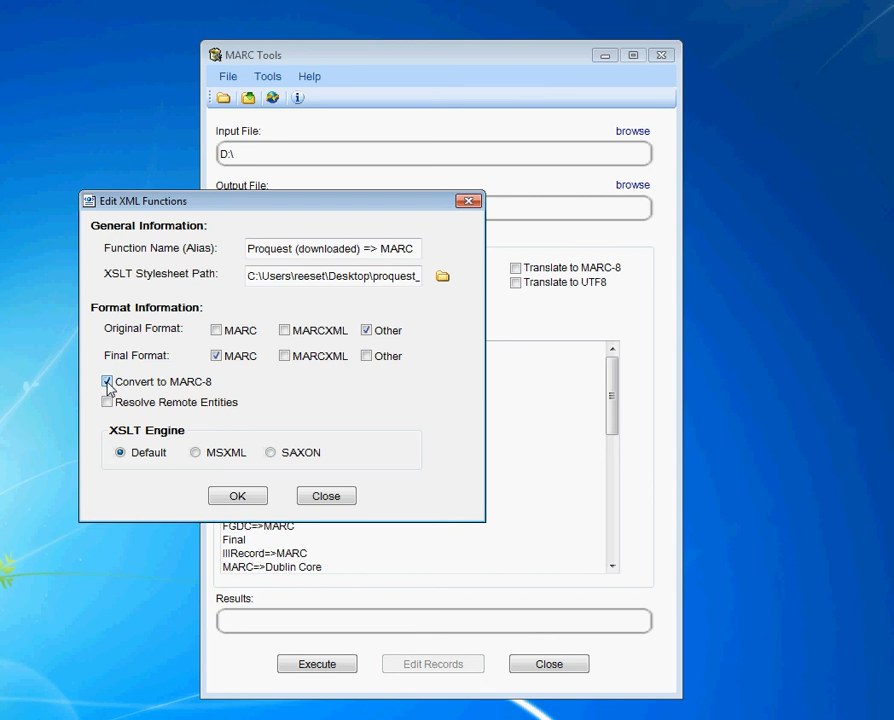 MARC Tools
File Tools Help
Input File: browse
D:\
Output File: browse
Edit XML Functions
General Information:
Function Name (Alias): Proquest (downloaded) => MARC
XSLT Stylesheet Path: C:\Users\reeset\Desktop\proquest_
Translate to MARC-8
Translate to UTF8
Format Information:
Original Format: MARC MARCXML Other
Final Format: MARC MARCXML Other
Convert to MARC-8
Resolve Remote Entities
XSLT Engine
Default MSXML SAXON
OK Close
FGDC=>MARC
Final
IIIRecord=>MARC
MARC=>Dublin Core
Results:
Execute Edit Records Close